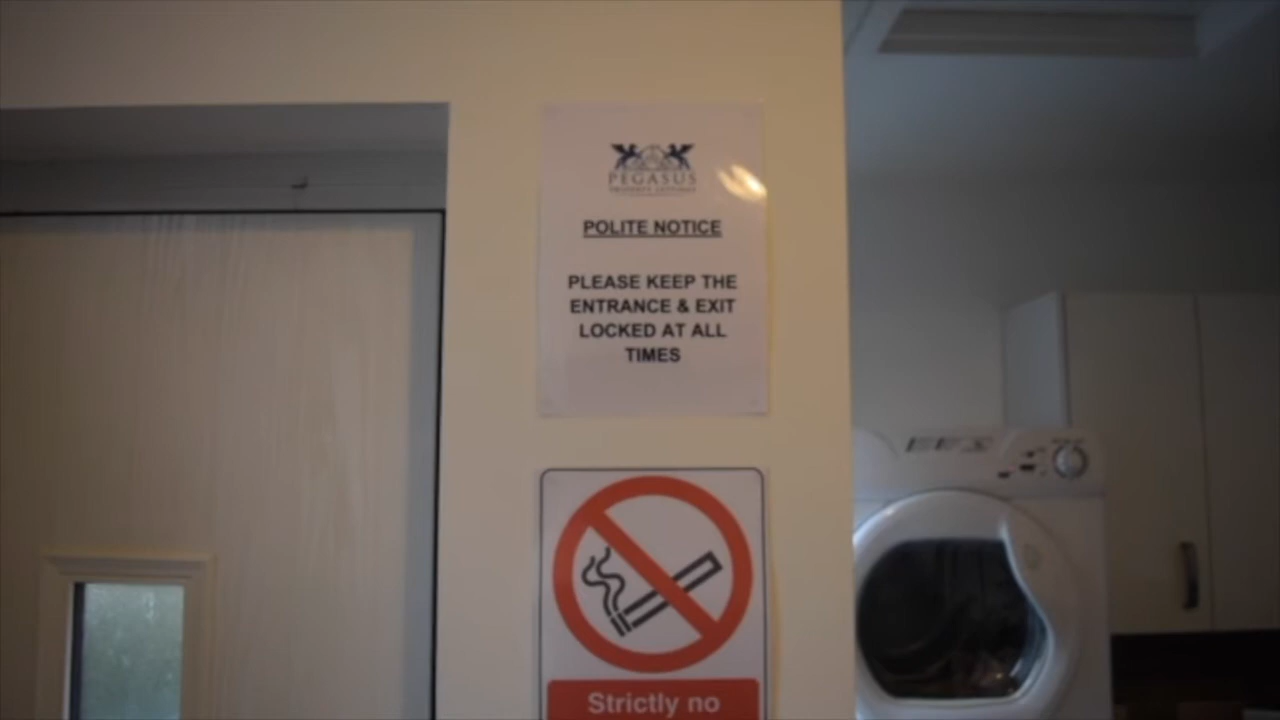 PEGASUS
POLITE NOTICE
PLEASE KEEP THE
ENTRANCE & EXIT
LOCKED AT ALL
TIMES
Strictly no